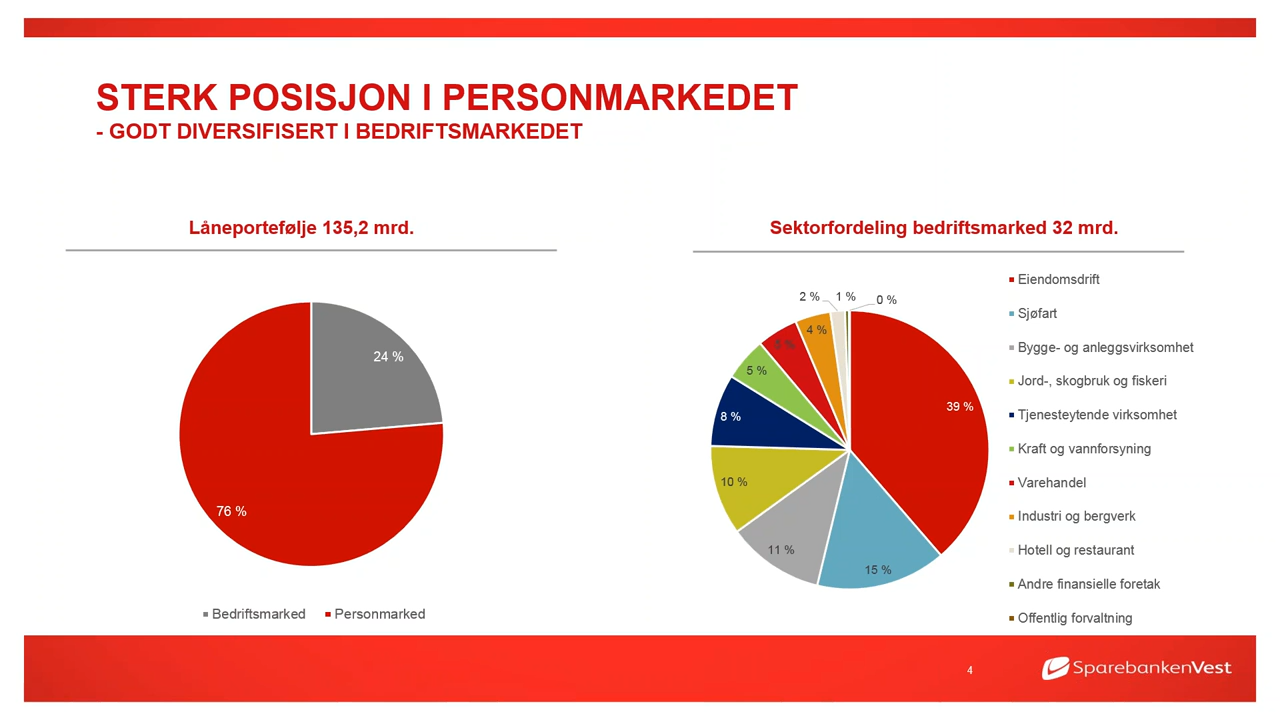 STERK POSISJON I PERSONMARKEDET
- GODT DIVERSIFISERT I BEDRIFTSMARKEDET
Låneportefølje 135,2 mrd.
24 %
76 %
Bedriftsmarked Personmarked
Sektorfordeling bedriftsmarked 32 mrd.
2 % 1 % 0 %
4 %
5 %
8 %
39 %
10 %
11 %
15 %
Eiendomsdrift
Sjøfart
Bygge- og anleggsvirksomhet
Jord-, skogbruk og fiskeri
Tjenesteytende virksomhet
Kraft og vannforsyning
Varehandel
Industri og bergverk
Hotell og restaurant
Andre finansielle foretak
Offentlig forvaltning
4
SparebankenVest